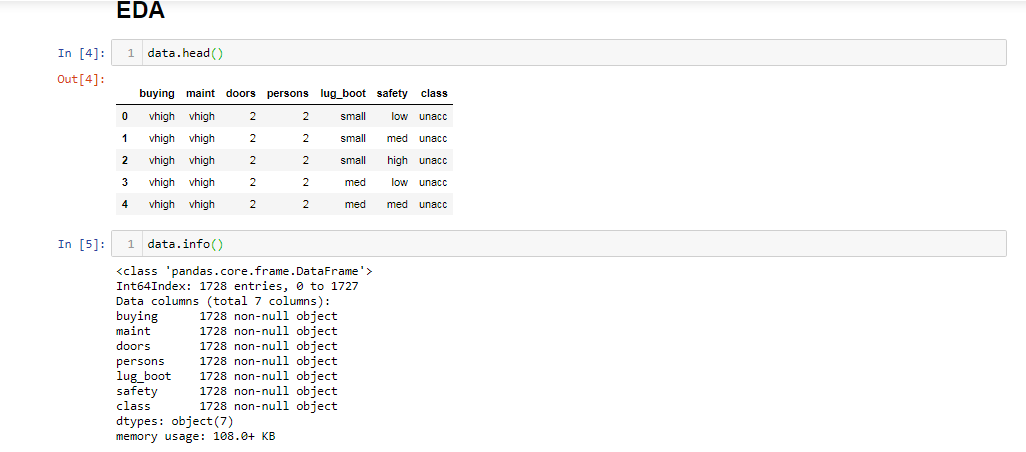 EDA
In [4]: 1 data.head()
Out[4]:
buying maint doors persons lug_boot safety class
0 vhigh vhigh 2 2 small low unacc
1 vhigh vhigh 2 2 small med unacc
2 vhigh vhigh 2 2 small high unacc
3 vhigh vhigh 2 2 med low unacc
4 vhigh vhigh 2 2 med med unacc
In [5]: 1 data.info()
<class 'pandas.core.frame.DataFrame'>
Int64Index: 1728 entries, 0 to 1727
Data columns (total 7 columns):
buying 1728 non-null object
maint 1728 non-null object
doors 1728 non-null object
persons 1728 non-null object
lug_boot 1728 non-null object
safety 1728 non-null object
class 1728 non-null object
dtypes: object(7)
memory usage: 108.0+ KB